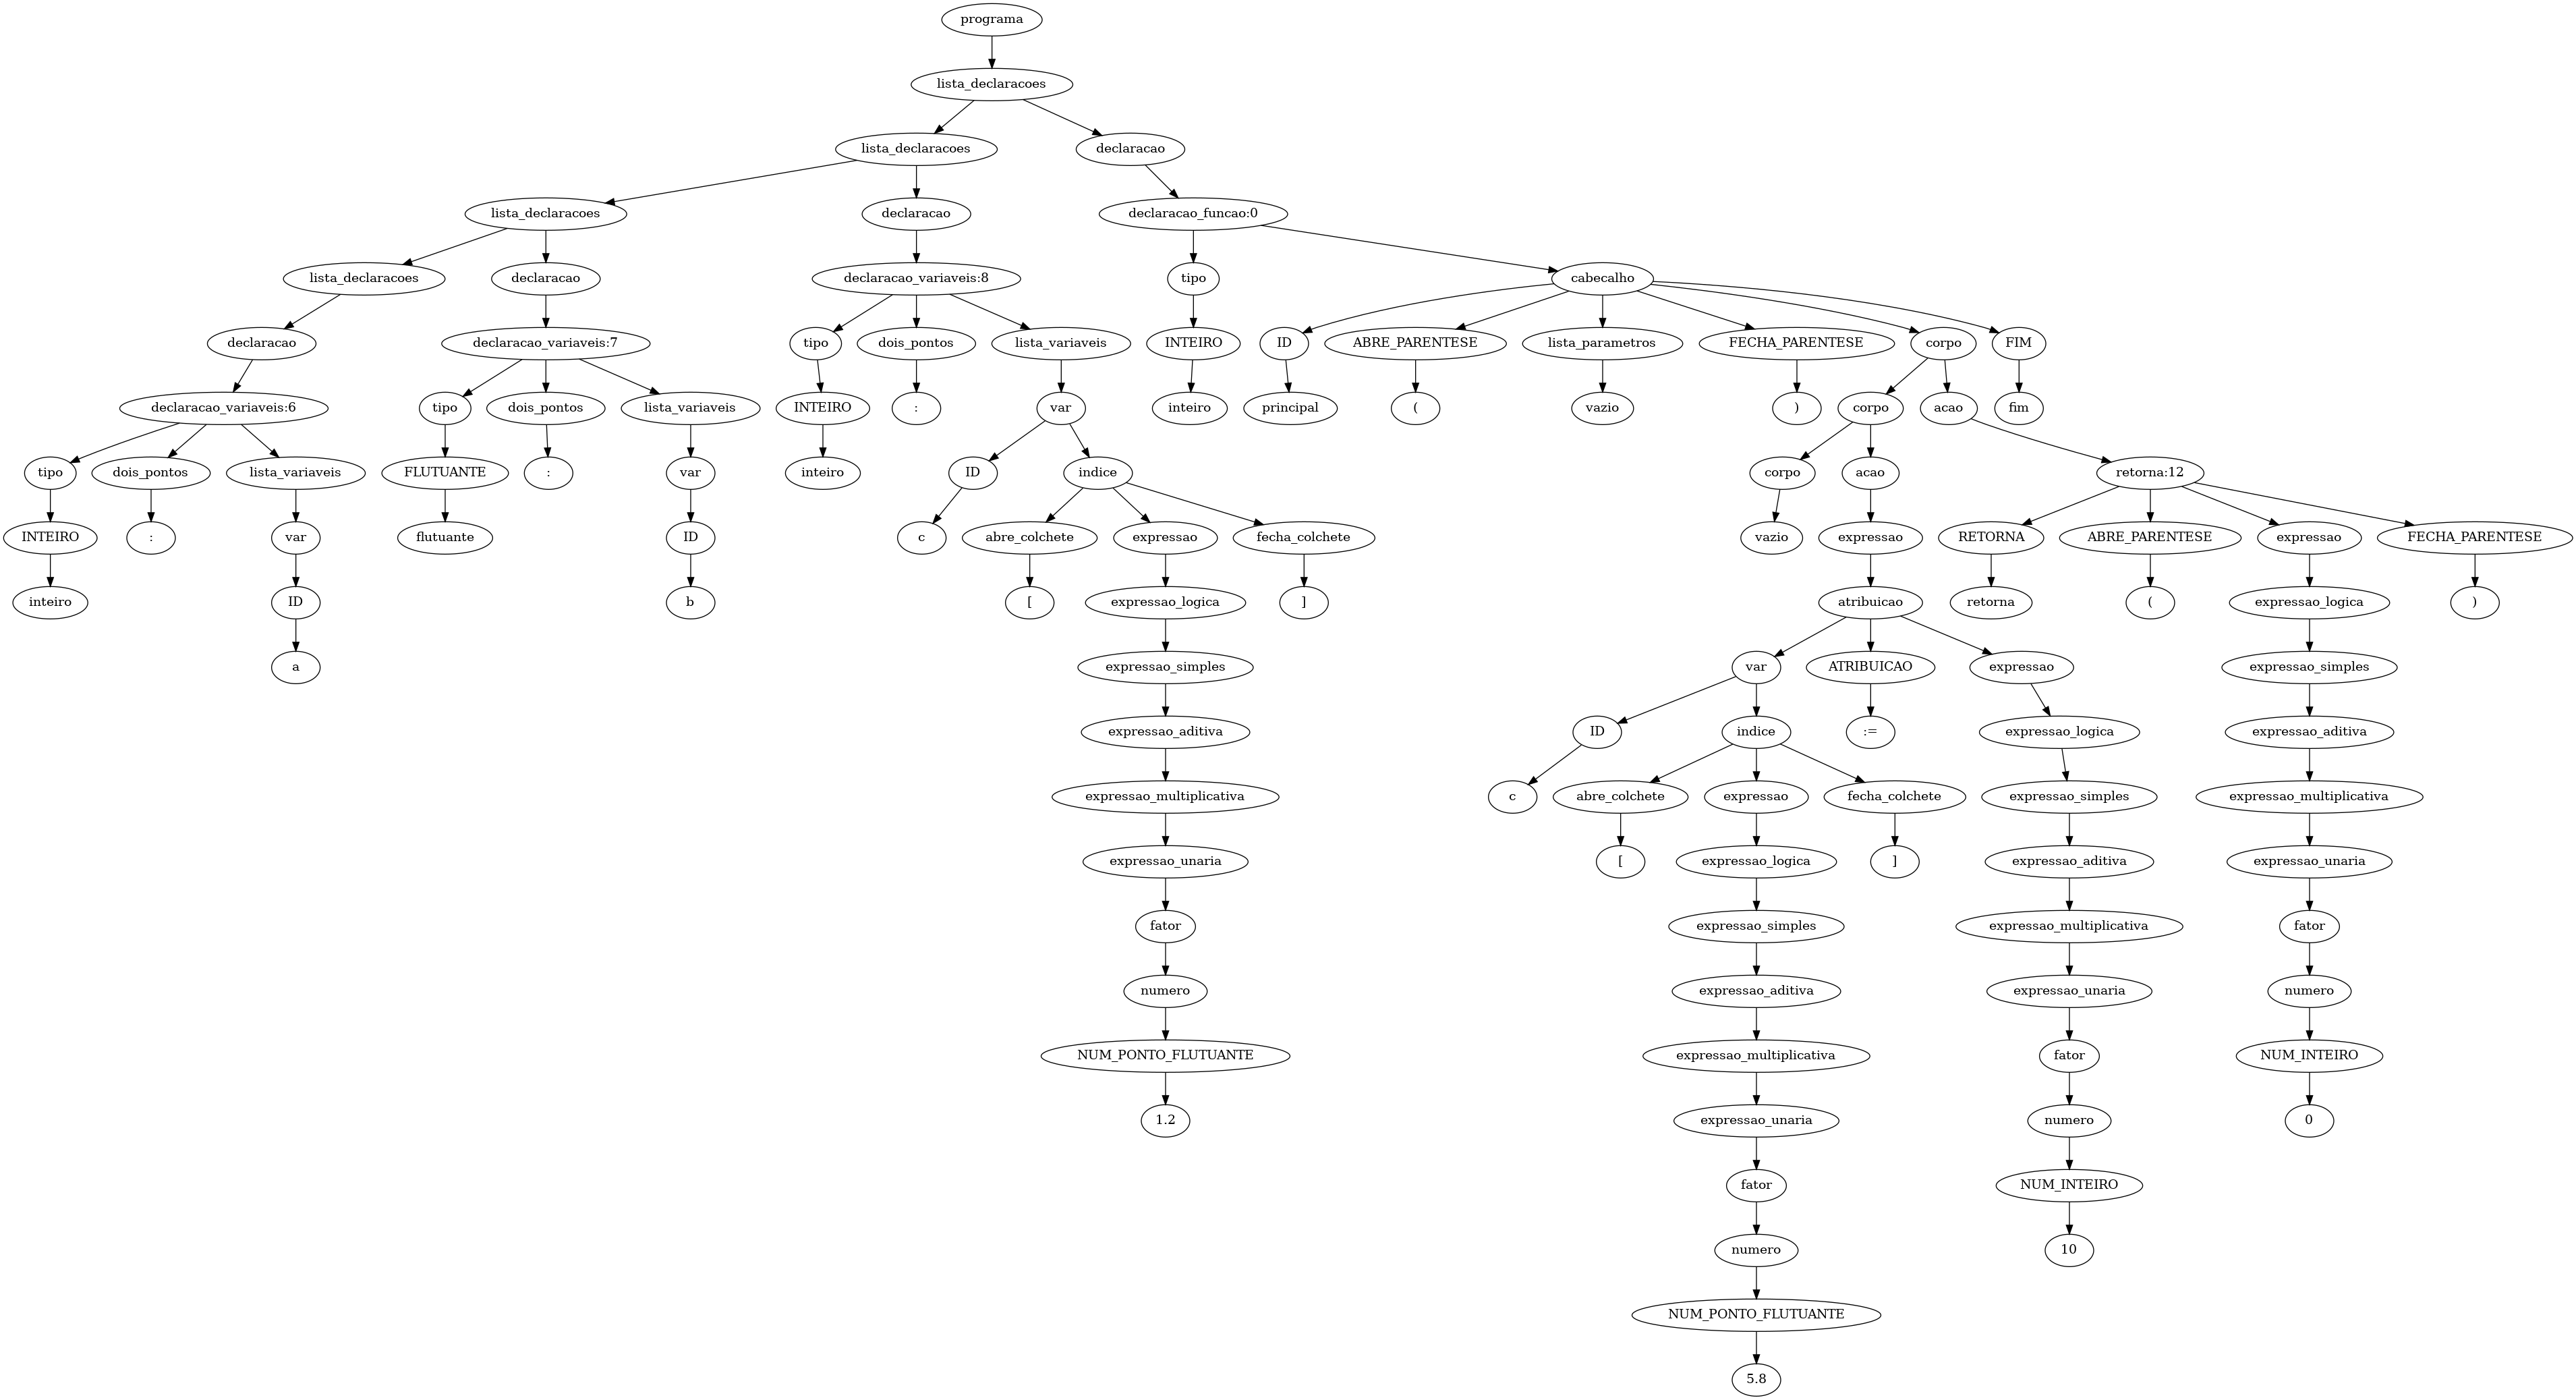 programa
lista_declaracoes
lista_declaracoes
declaracao
lista_declaracoes
declaracao
declaracao_funcao:0
lista_declaracoes
declaracao
declaracao_variaveis:8
tipo
cabecalho
declaracao
declaracao_variaveis:7
tipo
dois_pontos
lista_variaveis
INTEIRO
ID
ABRE_PARENTESE
lista_parametros
FECHA_PARENTESE
corpo
FIM
declaracao_variaveis:6
tipo
dois_pontos
lista_variaveis
INTEIRO
:
var
inteiro
principal
(
vazio
)
corpo
acao
fim
tipo
dois_pontos
lista_variaveis
FLUTUANTE
:
var
inteiro
ID
indice
corpo
acao
retorna:12
INTEIRO
:
var
flutuante
ID
c
abre_colchete
expressao
fecha_colchete
vazio
expressao
RETORNA
ABRE_PARENTESE
expressao
FECHA_PARENTESE
inteiro
ID
b
[
expressao_logica
]
atribuicao
retorna
(
expressao_logica
)
a
expressao_simples
var
ATRIBUICAO
expressao
expressao_simples
expressao_aditiva
ID
indice
:=
expressao_logica
expressao_aditiva
expressao_multiplicativa
c
abre_colchete
expressao
fecha_colchete
expressao_simples
expressao_multiplicativa
expressao_unaria
[
expressao_logica
]
expressao_aditiva
expressao_unaria
fator
expressao_simples
expressao_multiplicativa
fator
numero
expressao_aditiva
expressao_unaria
numero
NUM_PONTO_FLUTUANTE
expressao_multiplicativa
fator
NUM_INTEIRO
1.2
expressao_unaria
numero
0
fator
NUM_INTEIRO
numero
10
NUM_PONTO_FLUTUANTE
5.8